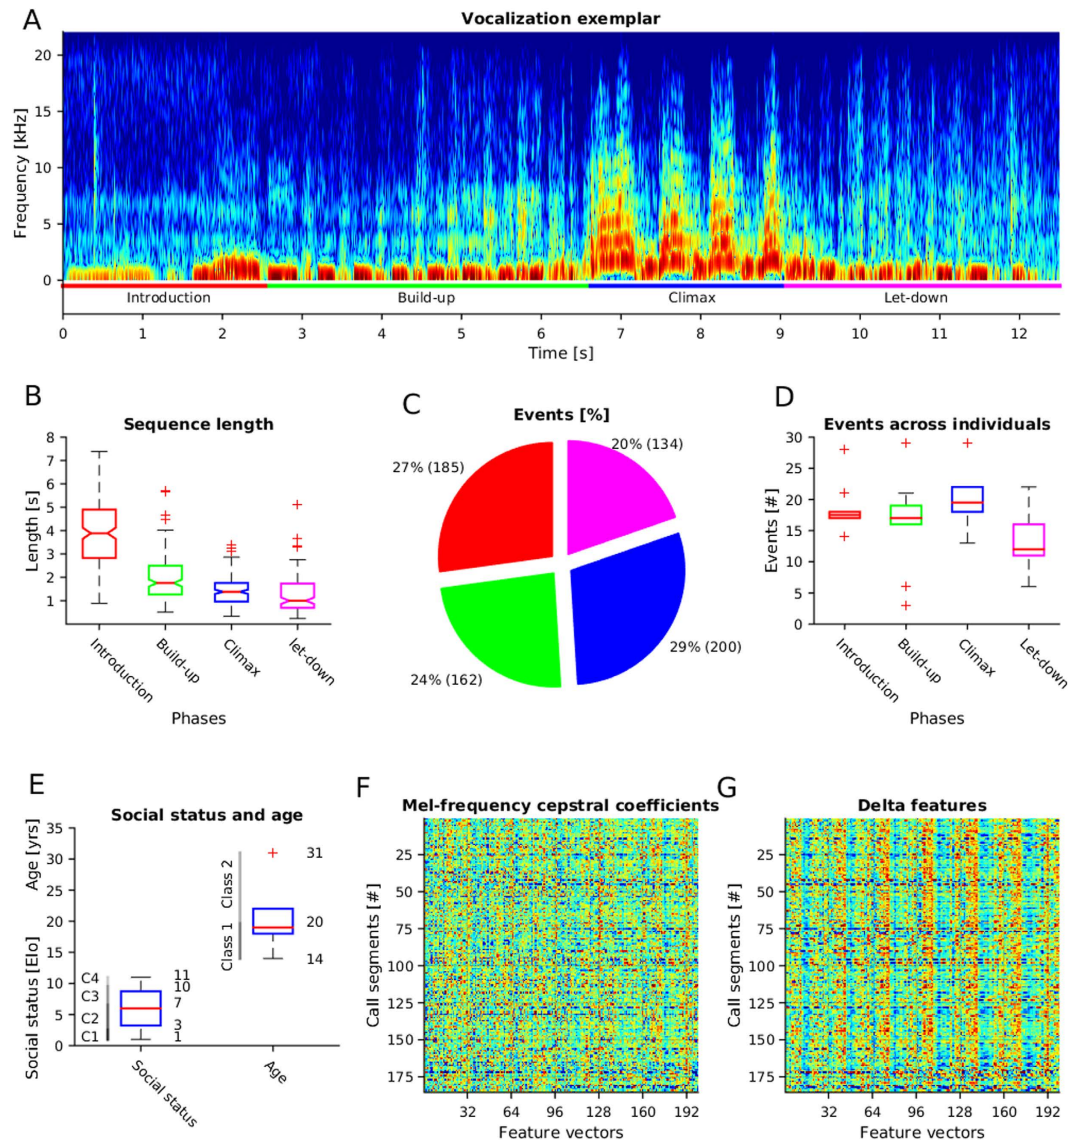 A
Vocalization exemplar
Frequency [kHz]
20
15
10
5
0
Introduction Build-up Climax Let-down
0 1 2 3 4 5 6 7 8 9 10 11 12
Time [s]
B
Sequence length
Length [s]
8
7
6
5
4
3
2
1
Introduction Build-up Climax let-down
Phases
C
Events [%]
27% (185)
20% (134)
29% (200)
24% (162)
D
Events across individuals
Events [#]
30
25
20
15
10
5
0
Introduction Build-up Climax Let-down
Phases
E
Social status and age
Social status [Elo] Age [yrs]
35
30
25
20
15
10
5
0
C4
C3
C2
C1
11
10
7
3
1
Class 1 Class 2
31
20
14
Social status Age
F
Mel-frequency cepstral coefficients
Call segments [#]
25
50
75
100
125
150
175
32 64 96 128 160 192
Feature vectors
G
Delta features
Call segments [#]
25
50
75
100
125
150
175
32 64 96 128 160 192
Feature vectors